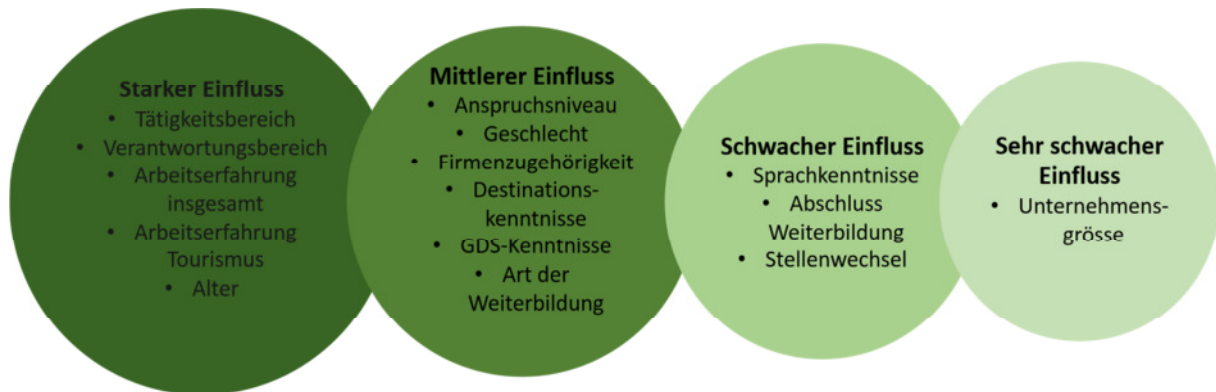 Starker Einfluss
• Tätigkeitsbereich
• Verantwortungsbereich
• Arbeitserfahrung
insgesamt
• Arbeitserfahrung
Tourismus
• Alter
Mittlerer Einfluss
• Anspruchsniveau
• Geschlecht
• Firmenzugehörigkeit
• Destinations-
kenntnisse
• GDS-Kenntnisse
• Art der
Weiterbildung
Schwacher Einfluss
• Sprachkenntnisse
• Abschluss
Weiterbildung
• Stellenwechsel
Sehr schwacher
Einfluss
• Unternehmens-
grösse